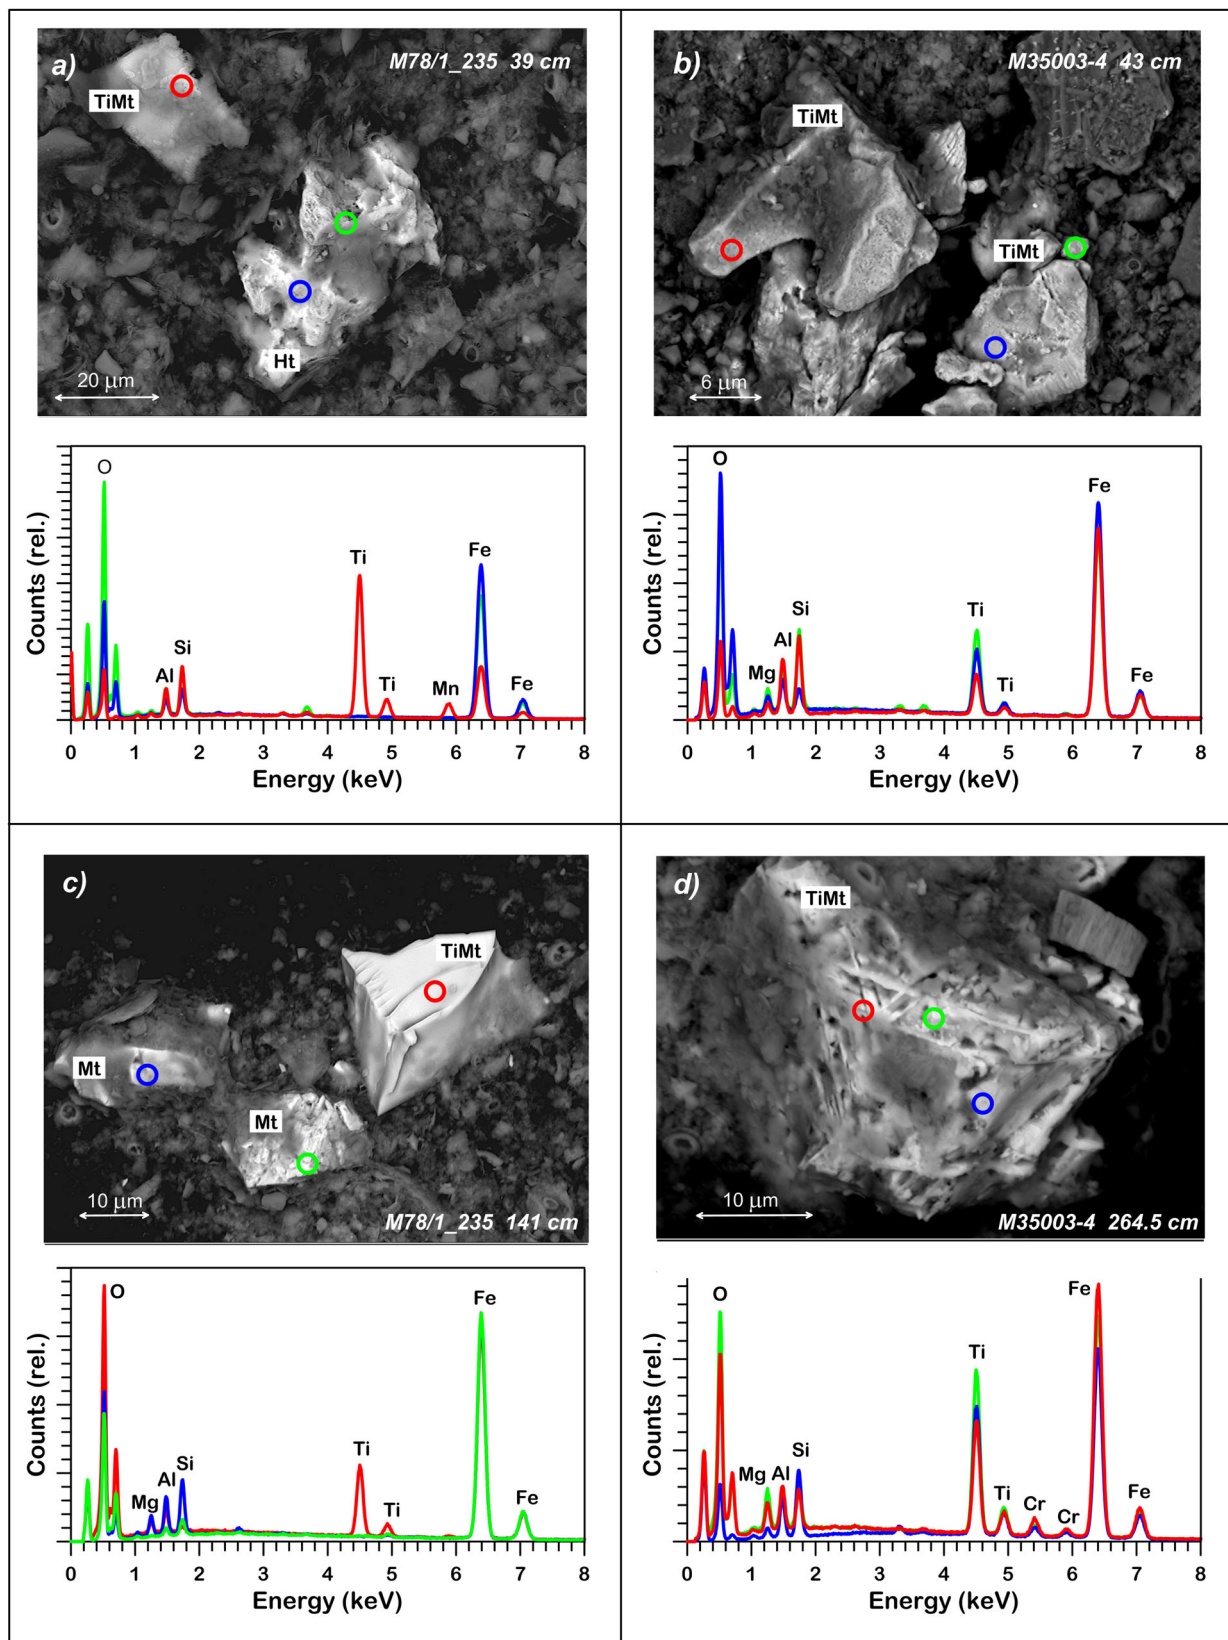 a)
M78/1_235 39 cm
TiMt
Ht
20 μm
O
Ti
Fe
Si
Al
Ti
Mn
Fe
Counts (rel.)
0 1 2 3 4 5 6 7 8
Energy (keV)
b)
M35003-4 43 cm
TiMt
TiMt
6 μm
O
Fe
Ti
Si
Al
Mg
Ti
Fe
Counts (rel.)
0 1 2 3 4 5 6 7 8
Energy (keV)
c)
TiMt
Mt
Mt
10 μm
M78/1_235 141 cm
O
Fe
Ti
Si
Al
Mg
Ti
Fe
Counts (rel.)
0 1 2 3 4 5 6 7 8
Energy (keV)
d)
TiMt
10 μm
M35003-4 264.5 cm
O
Fe
Ti
Si
Mg
Al
Ti
Cr
Cr
Fe
Counts (rel.)
0 1 2 3 4 5 6 7 8
Energy (keV)